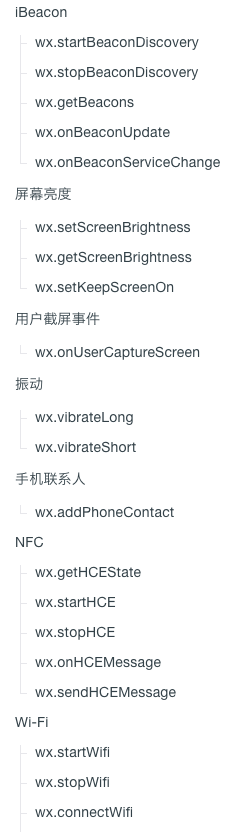 iBeacon
wx.startBeaconDiscovery
wx.stopBeaconDiscovery
wx.getBeacons
wx.onBeaconUpdate
wx.onBeaconServiceChange
屏幕亮度
wx.setScreenBrightness
wx.getScreenBrightness
wx.setKeepScreenOn
用户截屏事件
wx.onUserCaptureScreen
振动
wx.vibrateLong
wx.vibrateShort
手机联系人
wx.addPhoneContact
NFC
wx.getHCEState
wx.startHCE
wx.stopHCE
wx.onHCEMessage
wx.sendHCEMessage
Wi-Fi
wx.startWifi
wx.stopWifi
wx.connectWifi